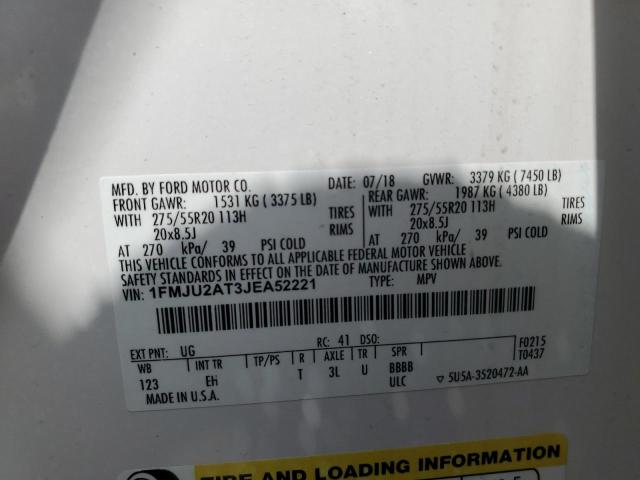 MFD. BY FORD MOTOR CO. DATE: 07/18 GVWR: 3379 KG ( 7450 LB)
FRONT GAWR: 1531 KG ( 3375 LB) REAR GAWR: 1987 KG ( 4380 LB)
WITH 275/55R20 113H TIRES WITH 275/55R20 113H TIRES
20x8.5J RIMS 20x8.5J RIMS
AT 270 kPa/ 39 PSI COLD AT 270 kPa/ 39 PSI COLD
THIS VEHICLE CONFORMS TO ALL APPLICABLE FEDERAL MOTOR VEHICLE
SAFETY STANDARDS IN EFFECT ON THE DATE OF MANUFACTURE SHOWN ABOVE.
VIN: 1FMJU2AT3JEA52221 TYPE: MPV
F0215
T0437
EXT PNT: UG RC: 41 DSO:
WB INT TR TP/PS R AXLE TR SPR
123 EH T 3L U BBBB
ULC
MADE IN U.S.A. ▽ 5U5A-3520472-AA
TIRE AND LOADING INFORMATION